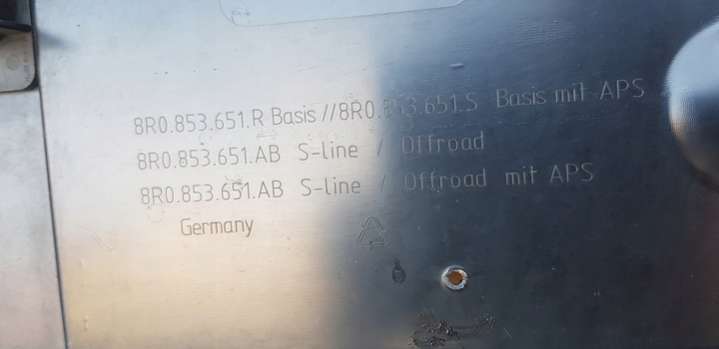 8R0.853.651.R Basis//8R0.853.651.S Basis mit APS
8R0.853.651.AB S-line / Offroad
8R0.853.651.AB S-line / Offroad mit APS
Germany